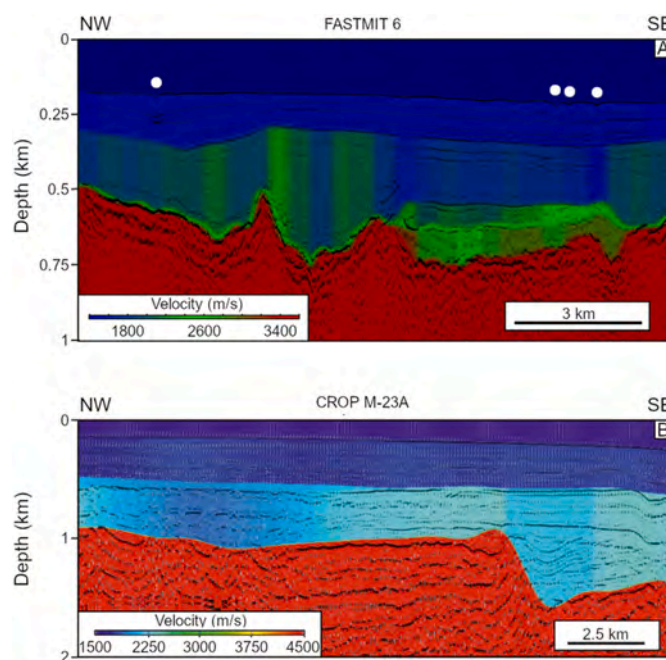 NW FASTMIT 6 SE
A
0
0.25
0.5
0.75
1
Depth (km)
Velocity (m/s)
1800 2600 3400
3 km
NW CROP M-23A SE
B
0
1
2
Depth (km)
Velocity (m/s)
1500 2250 3000 3750 4500
2.5 km